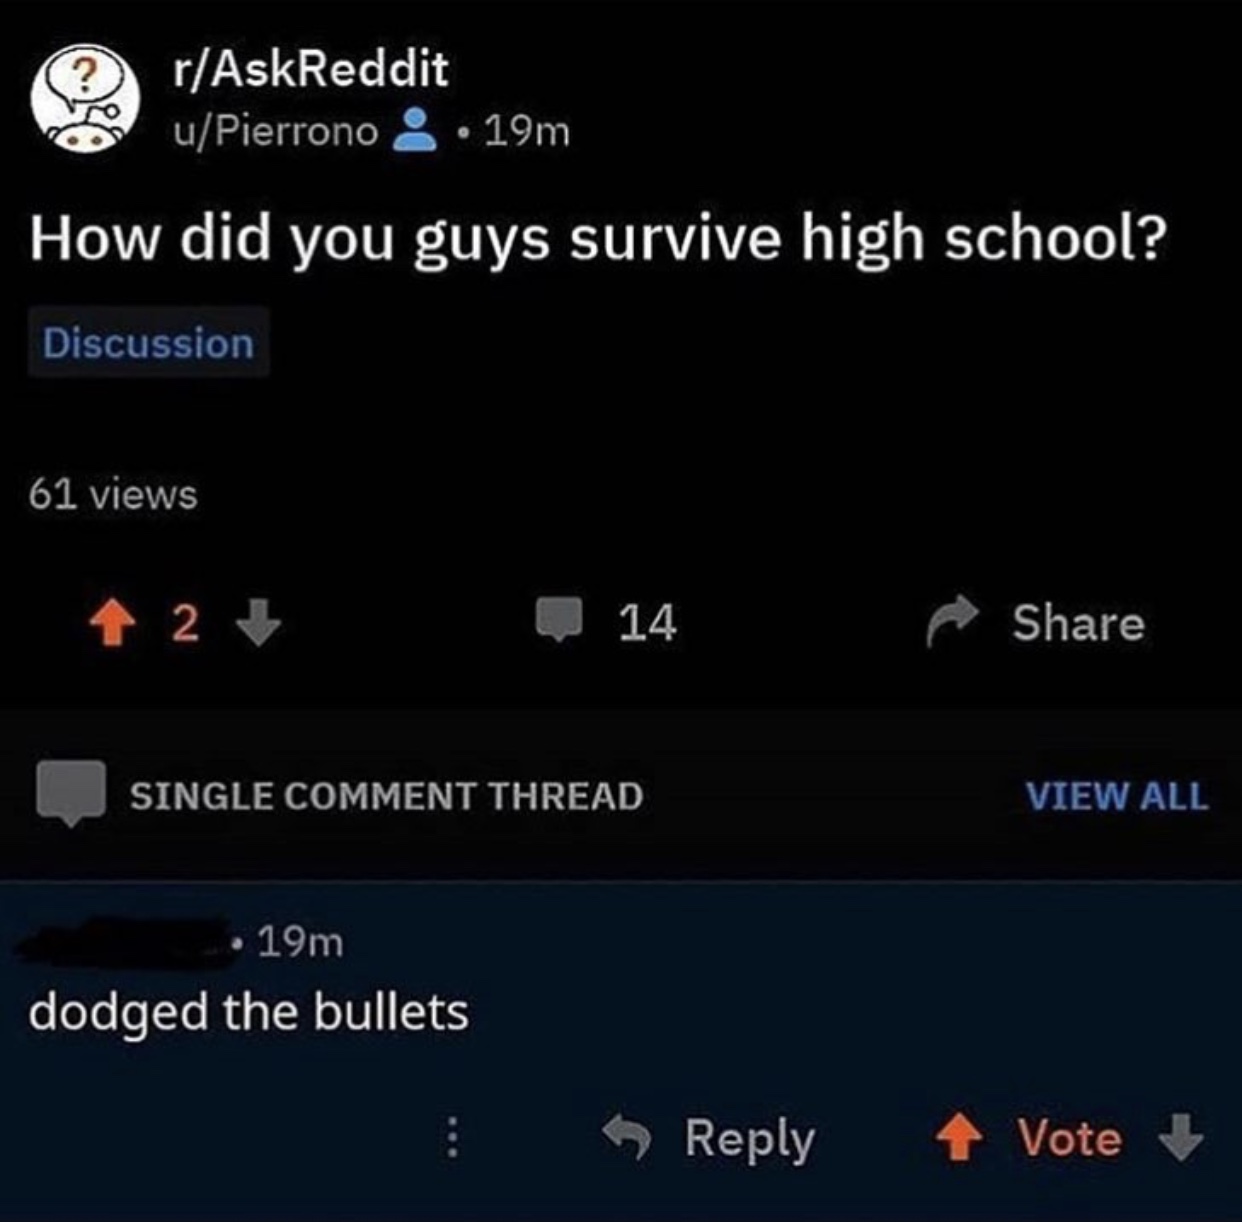 ?
r/AskReddit
u/Pierrono • 19m
How did you guys survive high school?
Discussion
61 views
2 14 Share
SINGLE COMMENT THREAD VIEW ALL
• 19m
dodged the bullets
Reply Vote